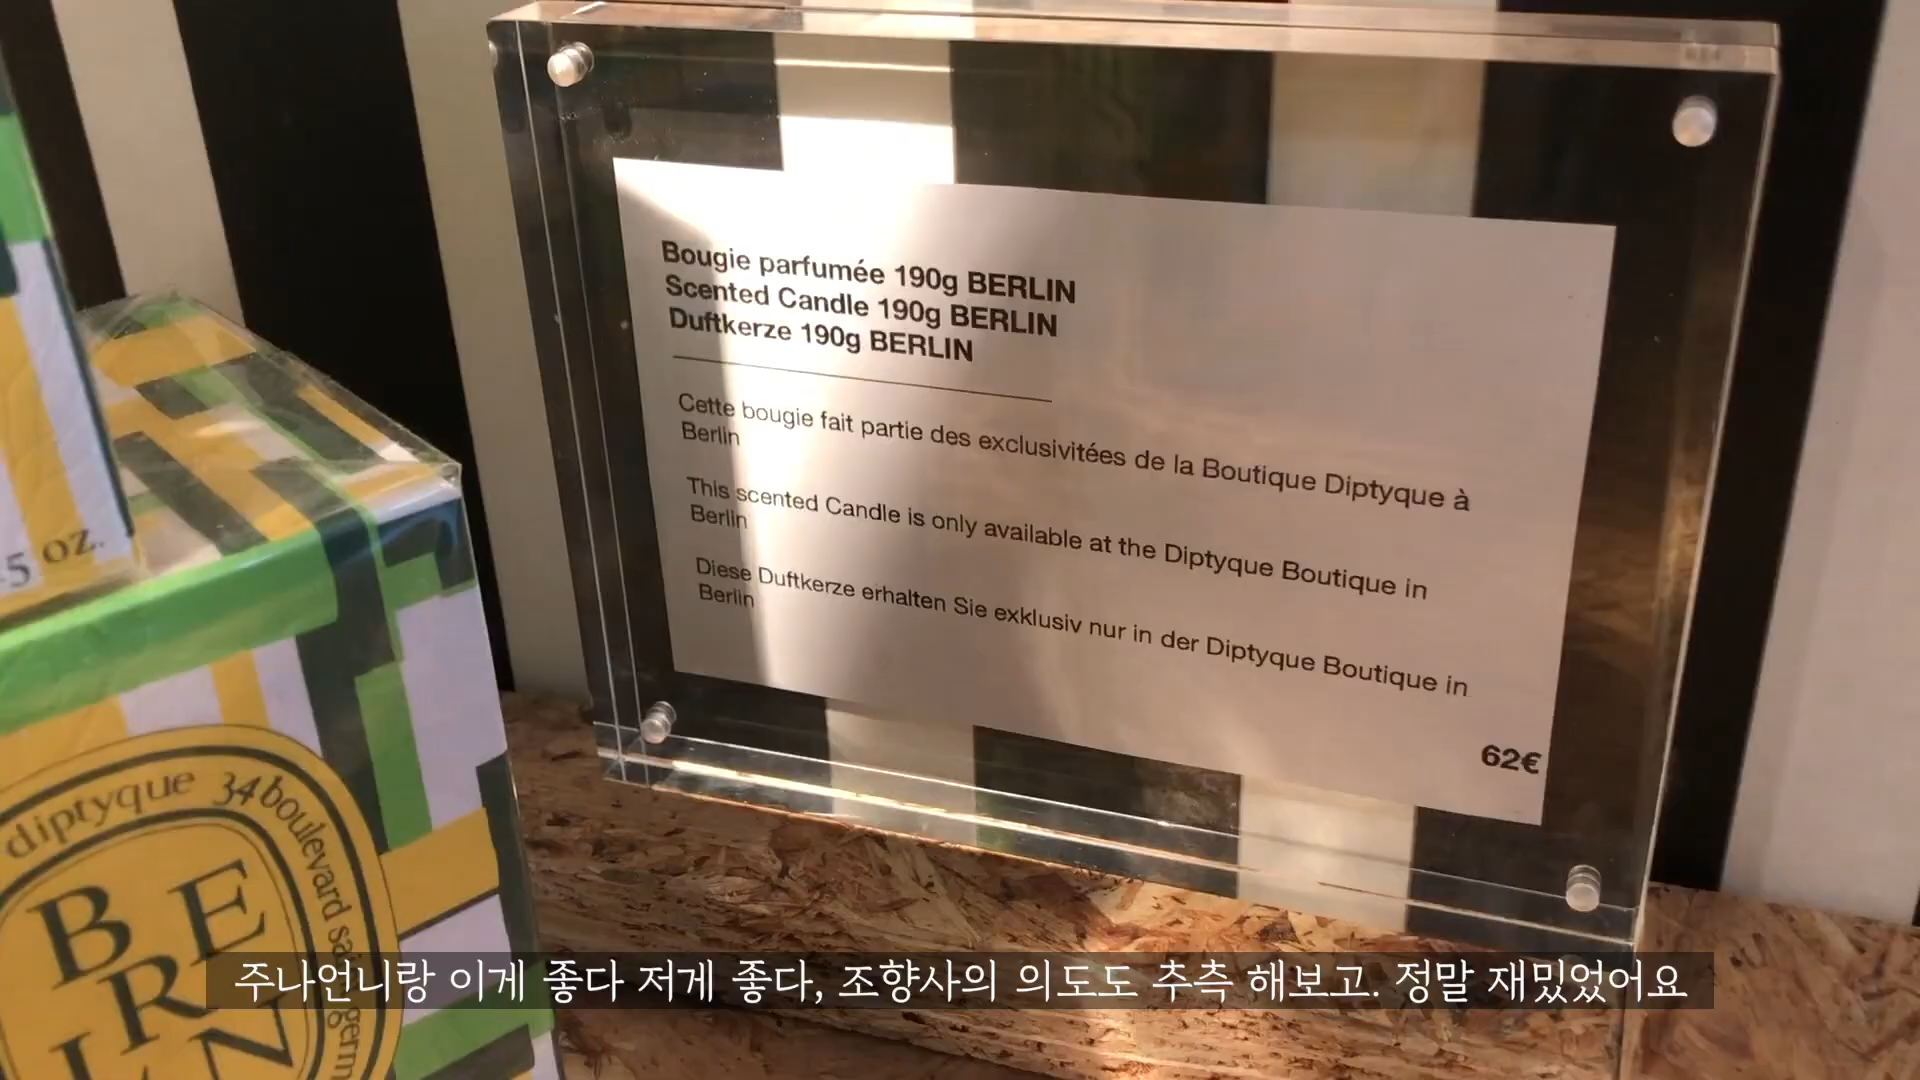 Bougie parfumée 190g BERLIN
Scented Candle 190g BERLIN
Duftkerze 190g BERLIN
Cette bougie fait partie des exclusivitées de la Boutique Diptyque à
Berlin
This scented Candle is only available at the Diptyque Boutique in
Berlin
Diese Duftkerze erhalten Sie exklusiv nur in der Diptyque Boutique in
Berlin
62€
5 oz.
diptyque 34 boulevard
BERLIN
주나언니랑 이게 좋다 저게 좋다, 조향사의 의도도 추측 해보고. 정말 재밌었어요